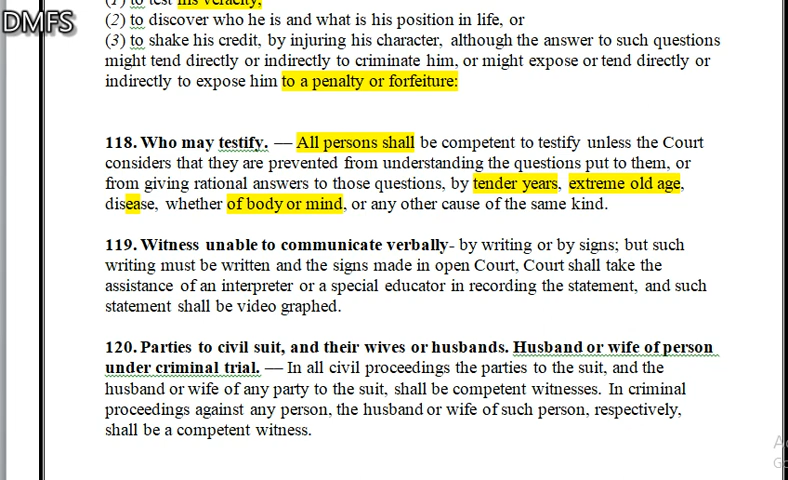 (1) to test his veracity,
DMFS
(2) to discover who he is and what is his position in life, or
(3) to shake his credit, by injuring his character, although the answer to such questions
might tend directly or indirectly to criminate him, or might expose or tend directly or
indirectly to expose him to a penalty or forfeiture:
118. Who may testify. — All persons shall be competent to testify unless the Court
considers that they are prevented from understanding the questions put to them, or
from giving rational answers to those questions, by tender years, extreme old age,
disease, whether of body or mind, or any other cause of the same kind.
119. Witness unable to communicate verbally- by writing or by signs; but such
writing must be written and the signs made in open Court, Court shall take the
assistance of an interpreter or a special educator in recording the statement, and such
statement shall be video graphed.
120. Parties to civil suit, and their wives or husbands. Husband or wife of person
under criminal trial. — In all civil proceedings the parties to the suit, and the
husband or wife of any party to the suit, shall be competent witnesses. In criminal
proceedings against any person, the husband or wife of such person, respectively,
shall be a competent witness.